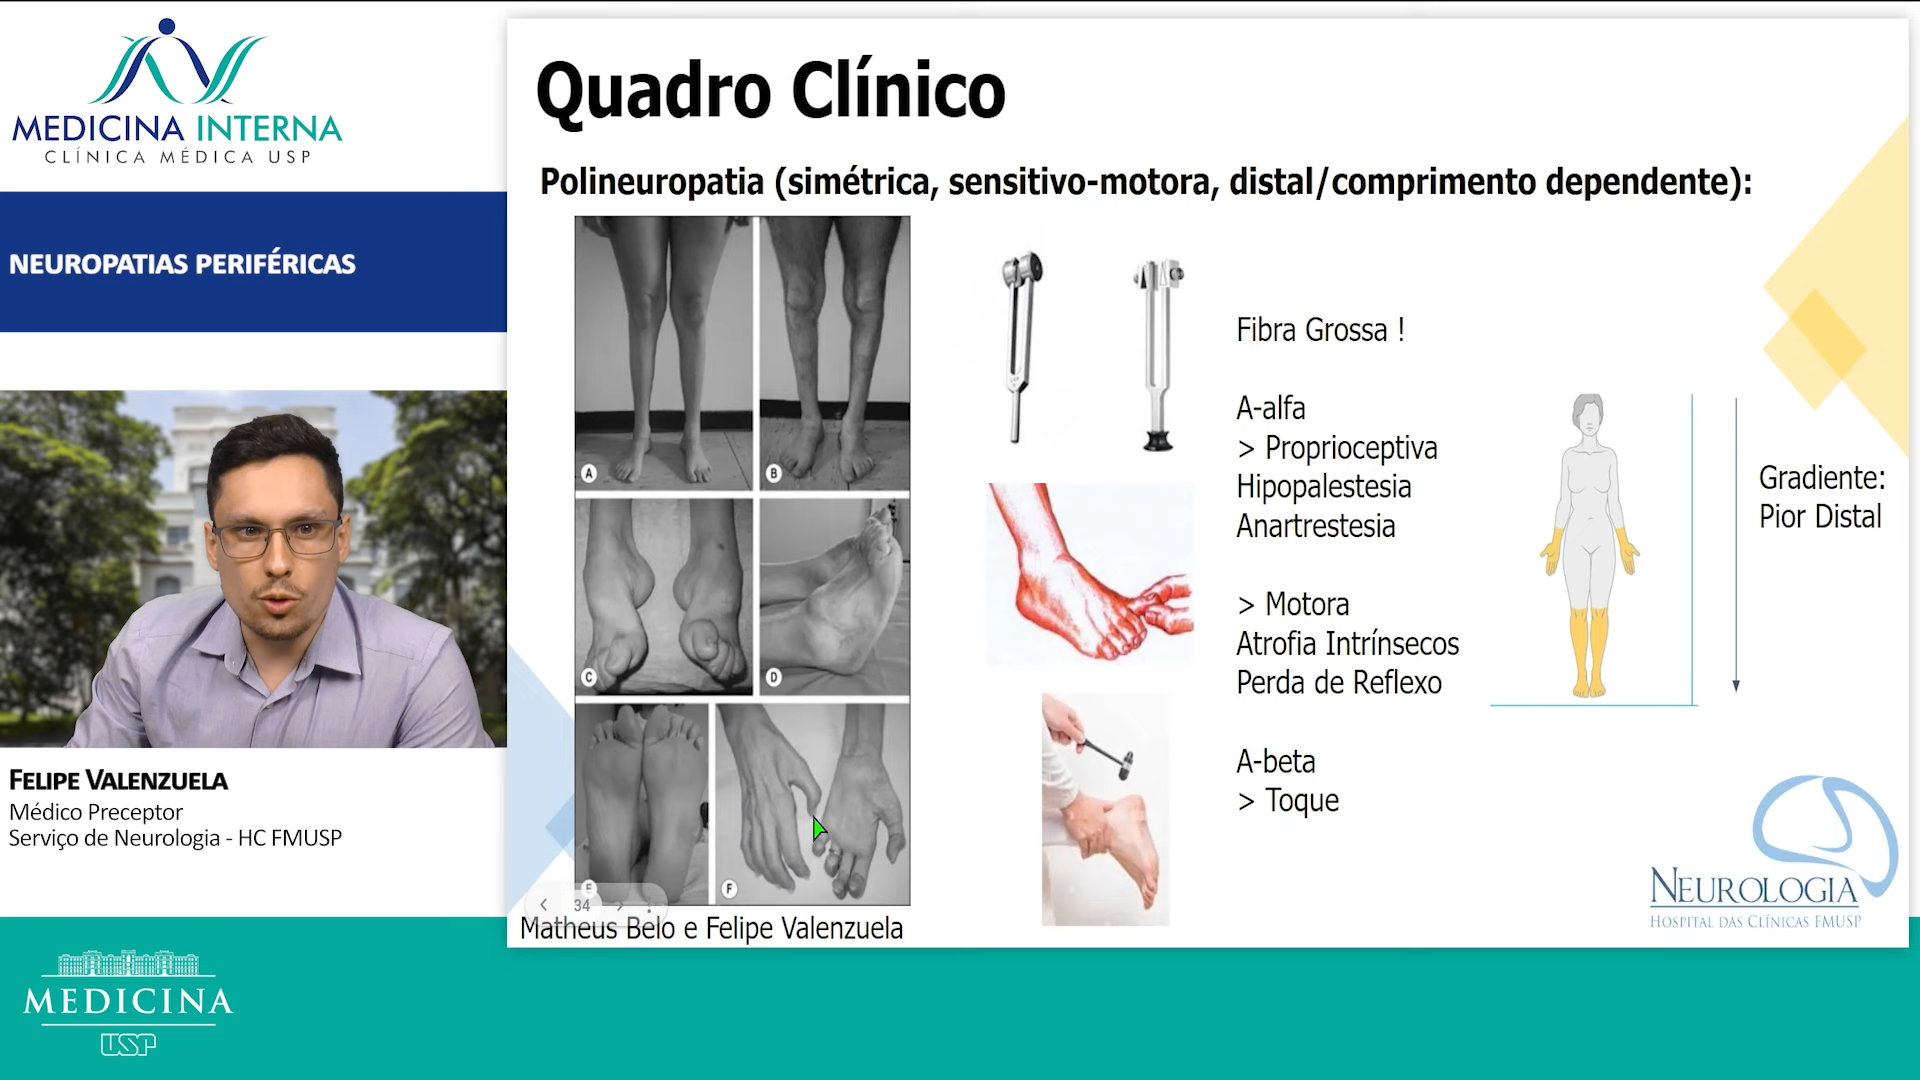 MEDICINA INTERNA
CLÍNICA MÉDICA USP
NEUROPATIAS PERIFÉRICAS
FELIPE VALENZUELA
Médico Preceptor
Serviço de Neurologia - HC FMUSP
MEDICINA
USP
Quadro Clínico
Polineuropatia (simétrica, sensitivo-motora, distal/comprimento dependente):
A
B
C
D
E
F
34
Matheus Belo e Felipe Valenzuela
Fibra Grossa !
A-alfa
> Proprioceptiva
Hipopalestesia
Anartrestesia
> Motora
Atrofia Intrínsecos
Perda de Reflexo
A-beta
> Toque
Gradiente:
Pior Distal
NEUROLOGIA
HOSPITAL DAS CLÍNICAS FMUSP